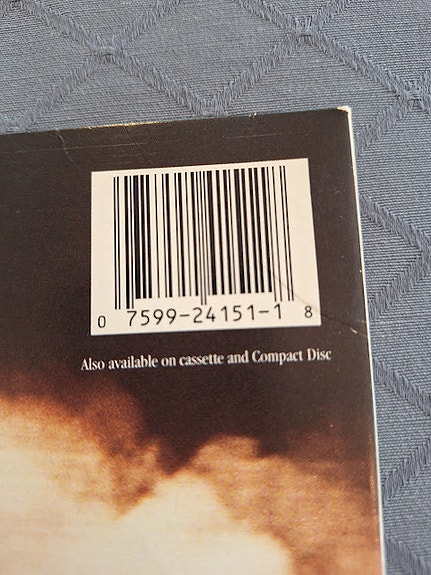 0 7599-24151-1 8
Also available on cassette and Compact Disc